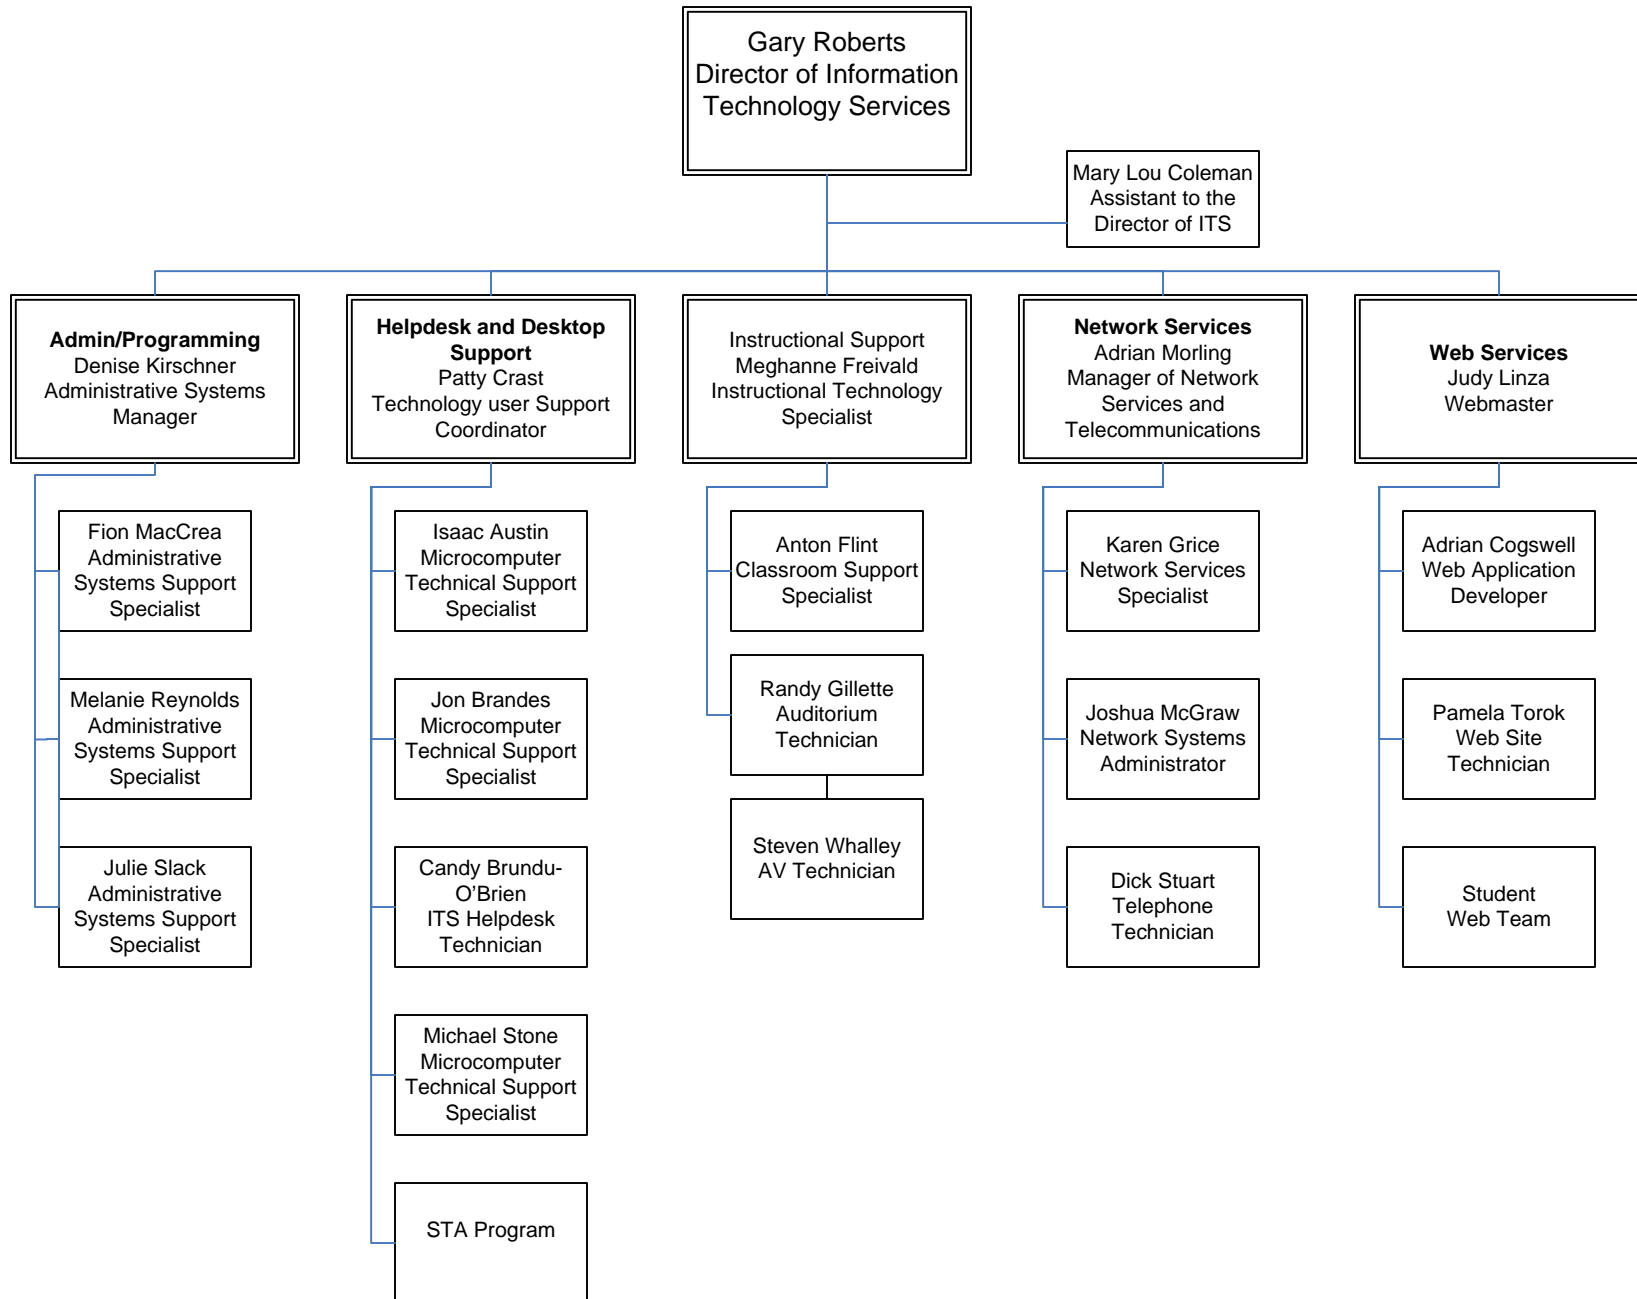 Gary Roberts
Director of Information
Technology Services
Mary Lou Coleman
Assistant to the
Director of ITS
Admin/Programming
Denise Kirschner
Administrative Systems
Manager
Helpdesk and Desktop
Support
Patty Crast
Technology user Support
Coordinator
Instructional Support
Meghanne Freivald
Instructional Technology
Specialist
Network Services
Adrian Morling
Manager of Network
Services and
Telecommunications
Web Services
Judy Linza
Webmaster
Fion MacCrea
Administrative
Systems Support
Specialist
Melanie Reynolds
Administrative
Systems Support
Specialist
Julie Slack
Administrative
Systems Support
Specialist
Isaac Austin
Microcomputer
Technical Support
Specialist
Jon Brandes
Microcomputer
Technical Support
Specialist
Candy Brundu-
O’Brien
ITS Helpdesk
Technician
Michael Stone
Microcomputer
Technical Support
Specialist
STA Program
Anton Flint
Classroom Support
Specialist
Randy Gillette
Auditorium
Technician
Steven Whalley
AV Technician
Karen Grice
Network Services
Specialist
Joshua McGraw
Network Systems
Administrator
Dick Stuart
Telephone
Technician
Adrian Cogswell
Web Application
Developer
Pamela Torok
Web Site
Technician
Student
Web Team